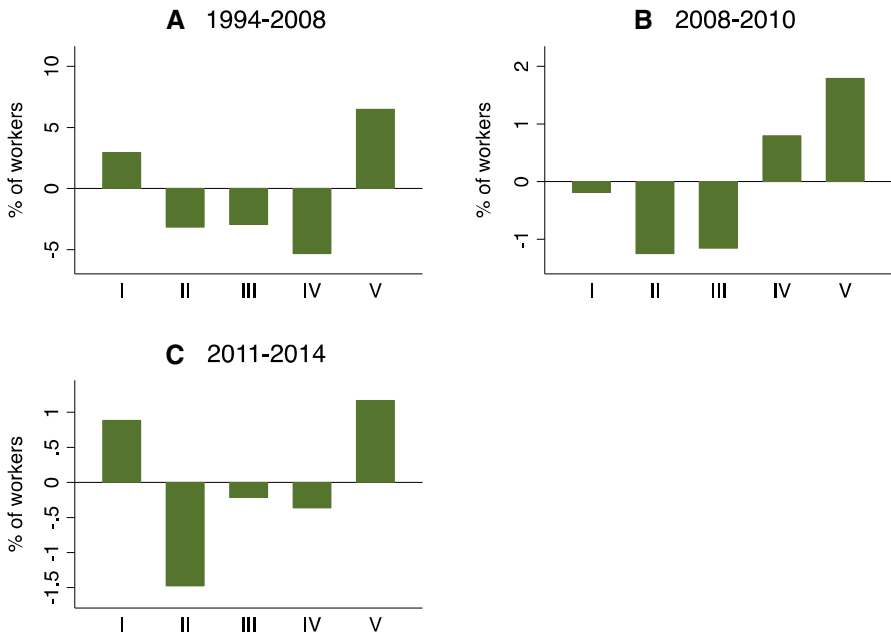 A 1994-2008
% of workers
10
5
0
-5
I II III IV V
B 2008-2010
% of workers
2
1
0
-1
I II III IV V
C 2011-2014
% of workers
1
.5
0
-.5
-1
-1.5
I II III IV V